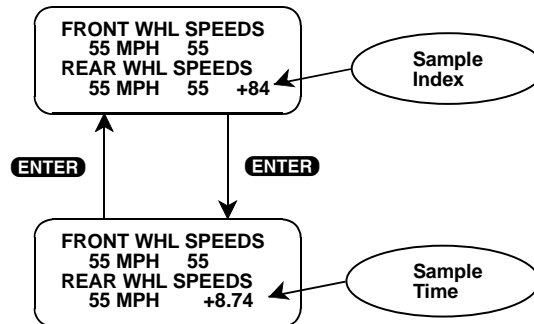 FRONT WHL SPEEDS
55 MPH 55
REAR WHL SPEEDS
55 MPH 55 +84
Sample
Index
ENTER
ENTER
FRONT WHL SPEEDS
55 MPH 55
REAR WHL SPEEDS
55 MPH +8.74
Sample
Time